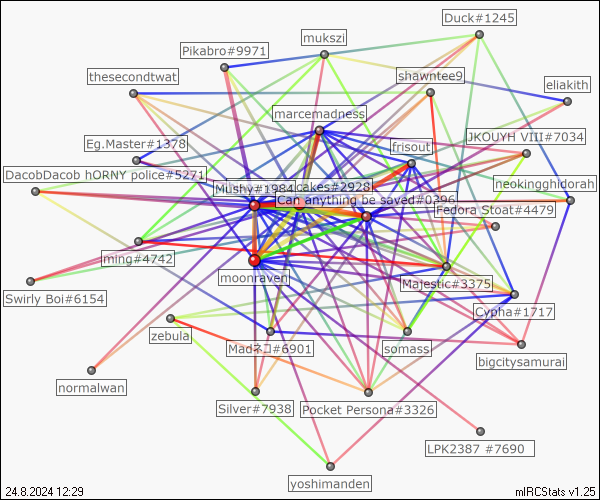 Duck#1245
mukszi
Pikabro#9971
thesecondtwat
shawntee9
eliakith
marcemadness
Eg.Master#1378
JKOUYH VIII#7034
frisout
DacobDacob hORNY police#5271
Mushy#1984
cakes#2928
neokingghidorah
Can anything be saved#0396
Fedora Stoat#4479
ming#4742
moonraven
Majestic#3375
Swirly Boi#6154
Cypha#1717
zebula
Madネコ#6901
somass
bigcitysamurai
normalwan
Silver#7938
Pocket Persona#3326
LPK2387 #7690
yoshimanden
24.8.2024 12:29
mIRCStats v1.25